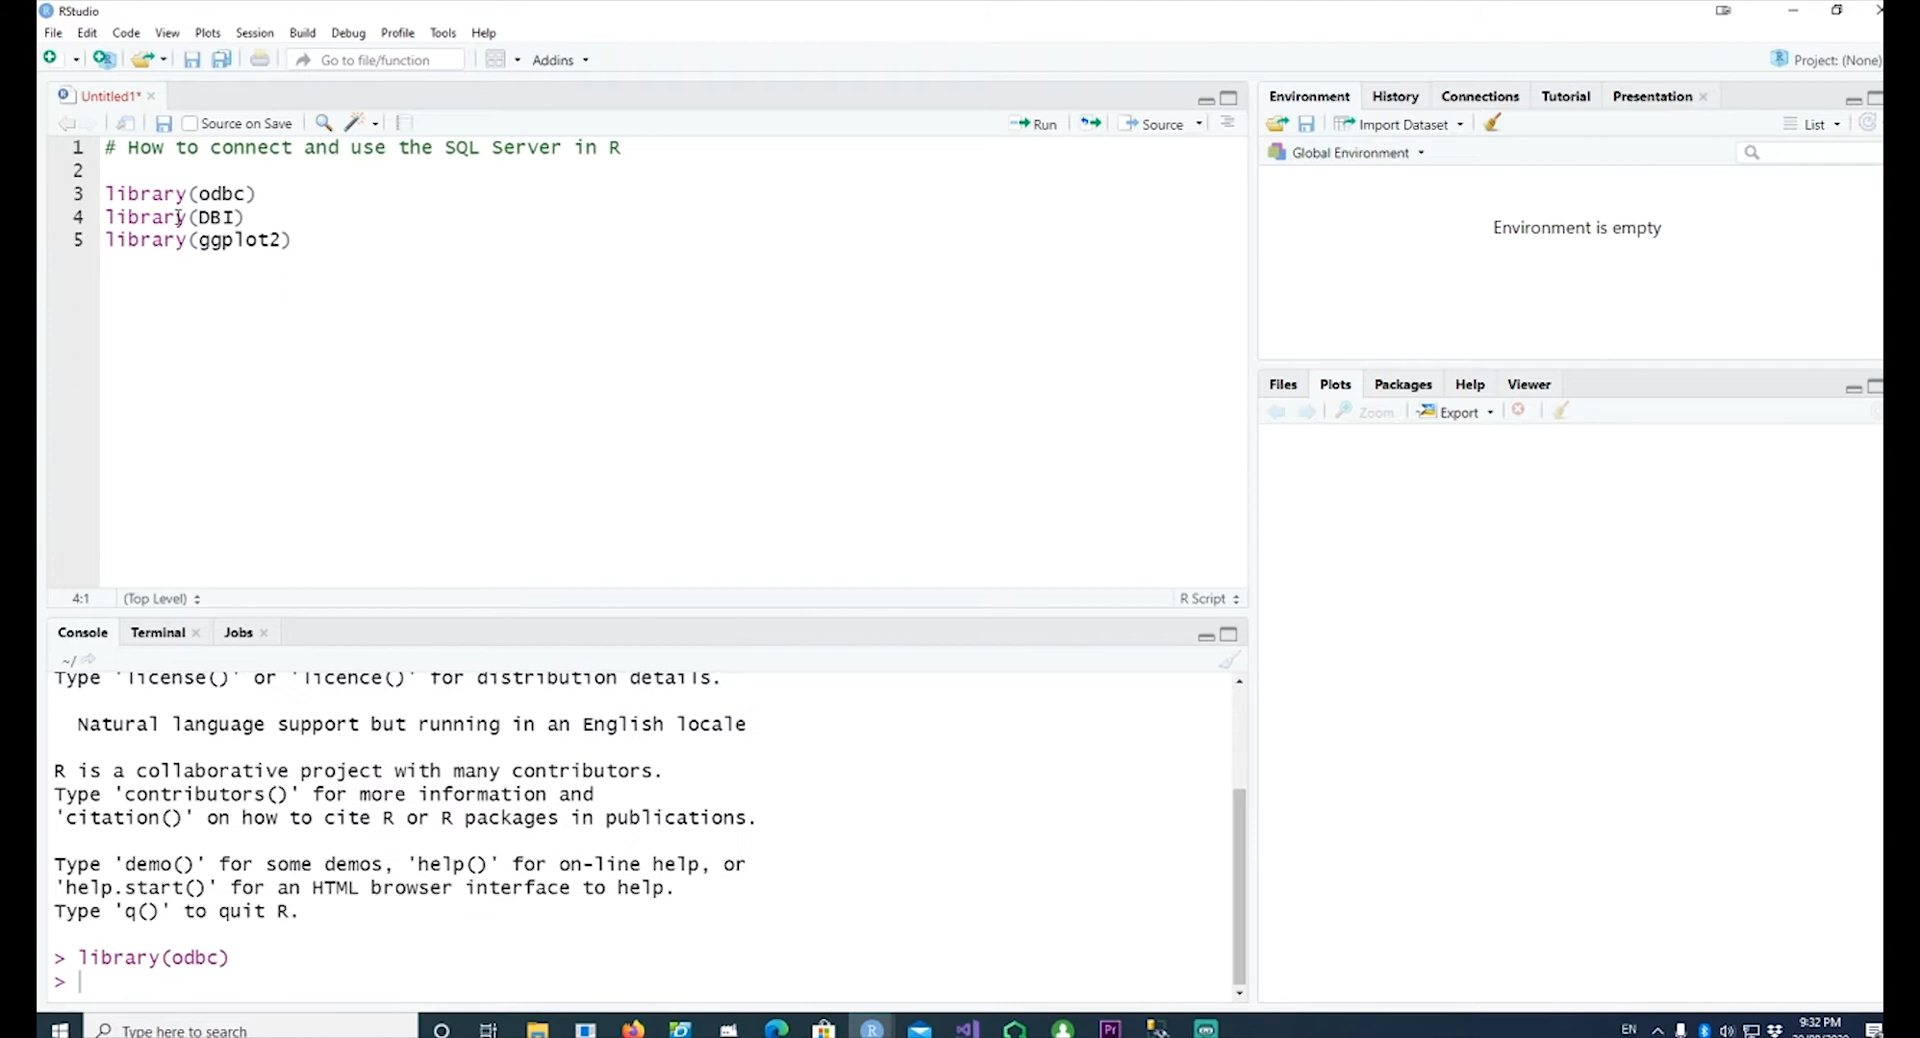 RStudio
File Edit Code View Plots Session Build Debug Profile Tools Help
Go to file/function Addins Project: (None)
Untitled1*
Source on Save Run Source
1 # How to connect and use the SQL Server in R
2
3 library(odbc)
4 library(DBI)
5 library(ggplot2)
4:1 (Top Level) R Script
Console Terminal Jobs
~/
Type 'license()' or 'licence()' for distribution details.
Natural language support but running in an English locale
R is a collaborative project with many contributors.
Type 'contributors()' for more information and
'citation()' on how to cite R or R packages in publications.
Type 'demo()' for some demos, 'help()' for on-line help, or
'help.start()' for an HTML browser interface to help.
Type 'q()' to quit R.
> library(odbc)
>
Environment History Connections Tutorial Presentation
Import Dataset List
Global Environment
Environment is empty
Files Plots Packages Help Viewer
Zoom Export
Type here to search
EN 9:32 PM